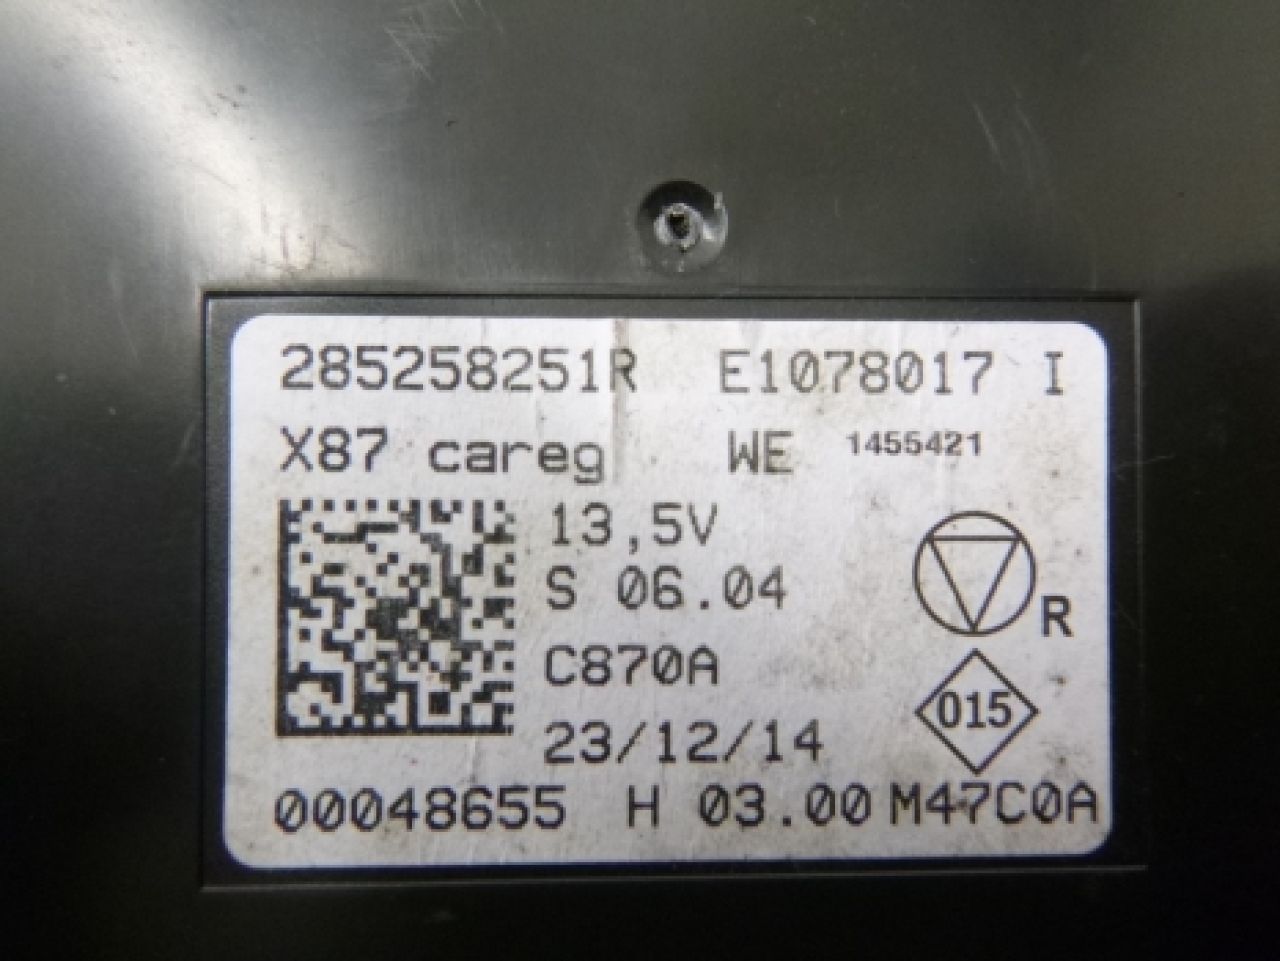 285258251R E1078017 I
X87 careg WE 1455421
13,5V
S 06.04
R
C870A
015
23/12/14
00048655 H 03.00 M47C0A